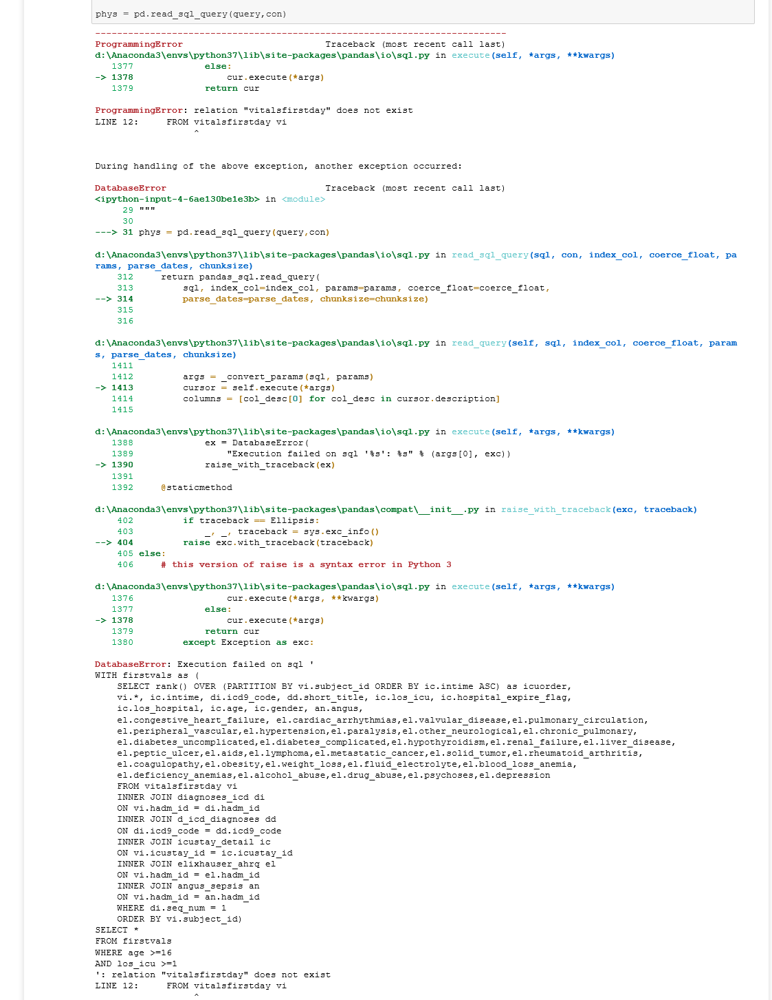 phys = pd.read_sql_query(query,con)
---------------------------------------------------------------------------
ProgrammingError                          Traceback (most recent call last)
d:\Anaconda3\envs\python37\lib\site-packages\pandas\io\sql.py in execute(self, *args, **kwargs)
   1377             else:
-> 1378                 cur.execute(*args)
   1379             return cur

ProgrammingError: relation "vitalsfirstday" does not exist
LINE 12:     FROM vitalsfirstday vi
                  ^

During handling of the above exception, another exception occurred:

DatabaseError                             Traceback (most recent call last)
<ipython-input-4-6ae130be1e3b> in <module>
     29 """
     30
---> 31 phys = pd.read_sql_query(query,con)

d:\Anaconda3\envs\python37\lib\site-packages\pandas\io\sql.py in read_sql_query(sql, con, index_col, coerce_float, pa
rams, parse_dates, chunksize)
    312     return pandas_sql.read_query(
    313         sql, index_col=index_col, params=params, coerce_float=coerce_float,
--> 314         parse_dates=parse_dates, chunksize=chunksize)
    315
    316

d:\Anaconda3\envs\python37\lib\site-packages\pandas\io\sql.py in read_query(self, sql, index_col, coerce_float, param
s, parse_dates, chunksize)
   1411
   1412         args = _convert_params(sql, params)
-> 1413         cursor = self.execute(*args)
   1414         columns = [col_desc[0] for col_desc in cursor.description]
   1415

d:\Anaconda3\envs\python37\lib\site-packages\pandas\io\sql.py in execute(self, *args, **kwargs)
   1388             ex = DatabaseError(
   1389                 "Execution failed on sql '%s': %s" % (args[0], exc))
-> 1390             raise_with_traceback(ex)
   1391
   1392     @staticmethod

d:\Anaconda3\envs\python37\lib\site-packages\pandas\compat\__init__.py in raise_with_traceback(exc, traceback)
    402         if traceback == Ellipsis:
    403             _, _, traceback = sys.exc_info()
--> 404         raise exc.with_traceback(traceback)
    405 else:
    406     # this version of raise is a syntax error in Python 3

d:\Anaconda3\envs\python37\lib\site-packages\pandas\io\sql.py in execute(self, *args, **kwargs)
   1376                 cur.execute(*args, **kwargs)
   1377             else:
-> 1378                 cur.execute(*args)
   1379             return cur
   1380         except Exception as exc:

DatabaseError: Execution failed on sql '
WITH firstvals as (
    SELECT rank() OVER (PARTITION BY vi.subject_id ORDER BY ic.intime ASC) as icuorder,
    vi.*, ic.intime, di.icd9_code, dd.short_title, ic.los_icu, ic.hospital_expire_flag,
    ic.los_hospital, ic.age, ic.gender, an.angus,
    el.congestive_heart_failure, el.cardiac_arrhythmias,el.valvular_disease,el.pulmonary_circulation,
    el.peripheral_vascular,el.hypertension,el.paralysis,el.other_neurological,el.chronic_pulmonary,
    el.diabetes_uncomplicated,el.diabetes_complicated,el.hypothyroidism,el.renal_failure,el.liver_disease,
    el.peptic_ulcer,el.aids,el.lymphoma,el.metastatic_cancer,el.solid_tumor,el.rheumatoid_arthritis,
    el.coagulopathy,el.obesity,el.weight_loss,el.fluid_electrolyte,el.blood_loss_anemia,
    el.deficiency_anemias,el.alcohol_abuse,el.drug_abuse,el.psychoses,el.depression
    FROM vitalsfirstday vi
    INNER JOIN diagnoses_icd di
    ON vi.hadm_id = di.hadm_id
    INNER JOIN d_icd_diagnoses dd
    ON di.icd9_code = dd.icd9_code
    INNER JOIN icustay_detail ic
    ON vi.icustay_id = ic.icustay_id
    INNER JOIN elixhauser_ahrq el
    ON vi.hadm_id = el.hadm_id
    INNER JOIN angus_sepsis an
    ON vi.hadm_id = an.hadm_id
    WHERE di.seq_num = 1
    ORDER BY vi.subject_id)
SELECT *
FROM firstvals
WHERE age >=16
AND los_icu >=1
': relation "vitalsfirstday" does not exist
LINE 12:     FROM vitalsfirstday vi
                  ^